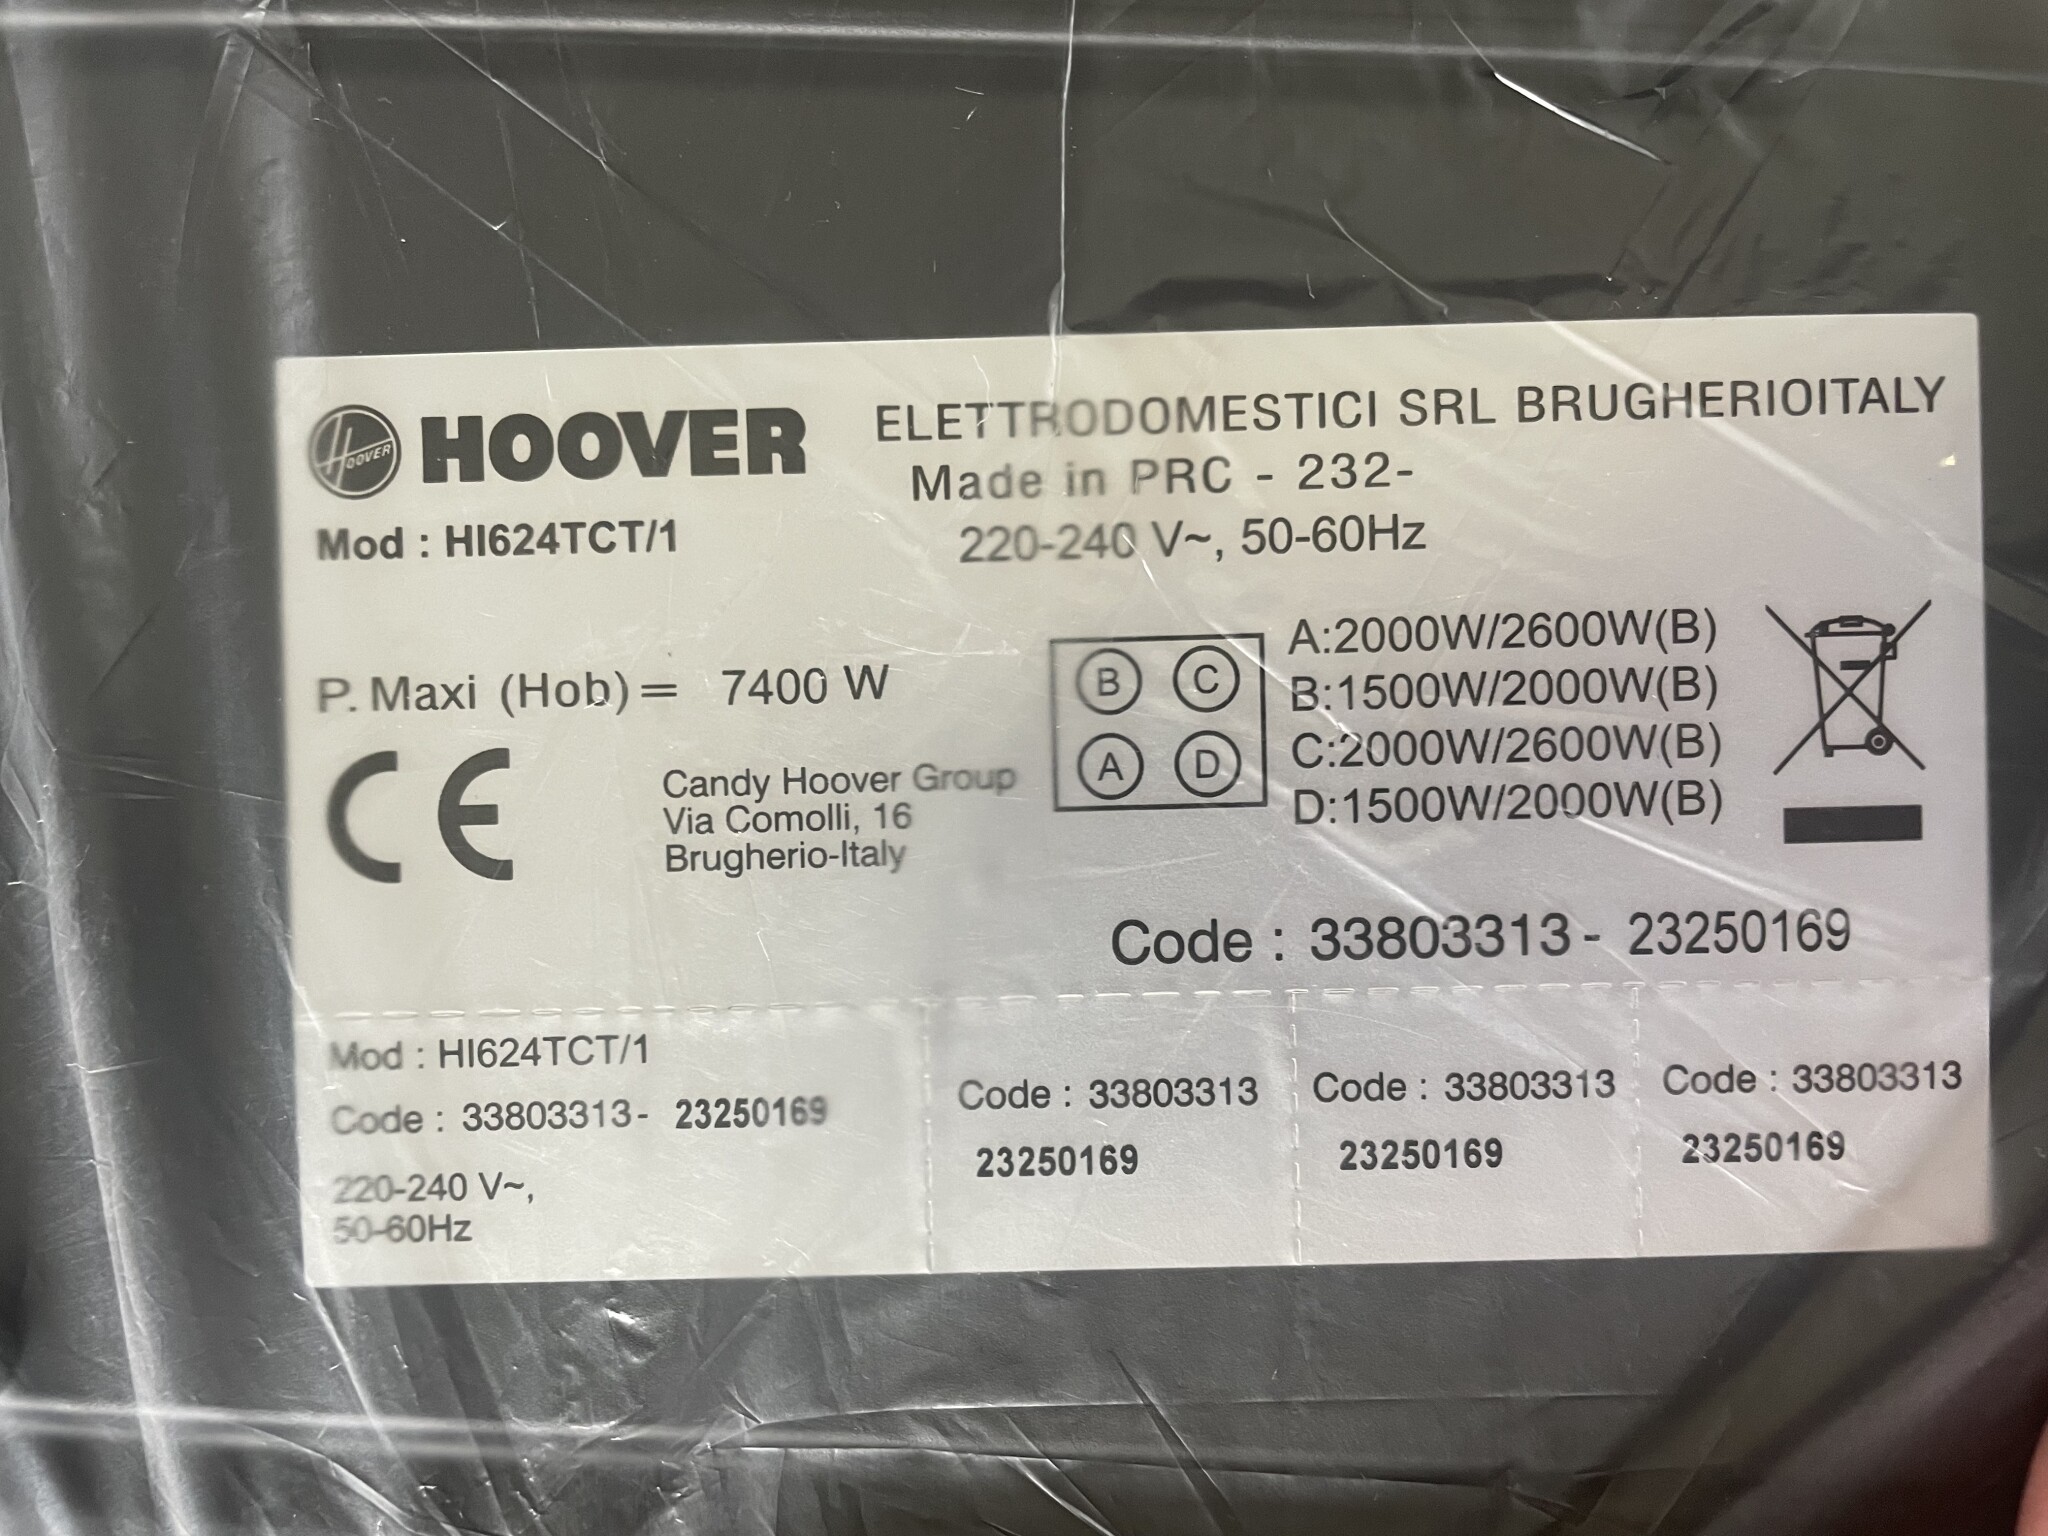 HOOVER
HOOVER
ELETTRODOMESTICI SRL BRUGHERIOITALY
Made in PRC - 232-
Mod : HI624TCT/1
220-240 V~, 50-60Hz
P. Maxi (Hob) = 7400 W
B C
A D
A:2000W/2600W(B)
B:1500W/2000W(B)
C:2000W/2600W(B)
D:1500W/2000W(B)
CE
Candy Hoover Group
Via Comolli, 16
Brugherio-Italy
Code : 33803313 - 23250169
Mod : HI624TCT/1
Code : 33803313- 23250169
220-240 V~,
50-60Hz
Code : 33803313
23250169
Code : 33803313
23250169
Code : 33803313
23250169